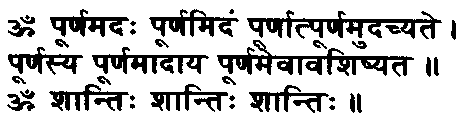 ॐ पूर्णमदः पूर्णमिदं पूर्णात्पूर्णमुदच्यते ।
पूर्णस्य पूर्णमादाय पूर्णमेवावशिष्यत ॥
ॐ शान्तिः शान्तिः शान्तिः ॥